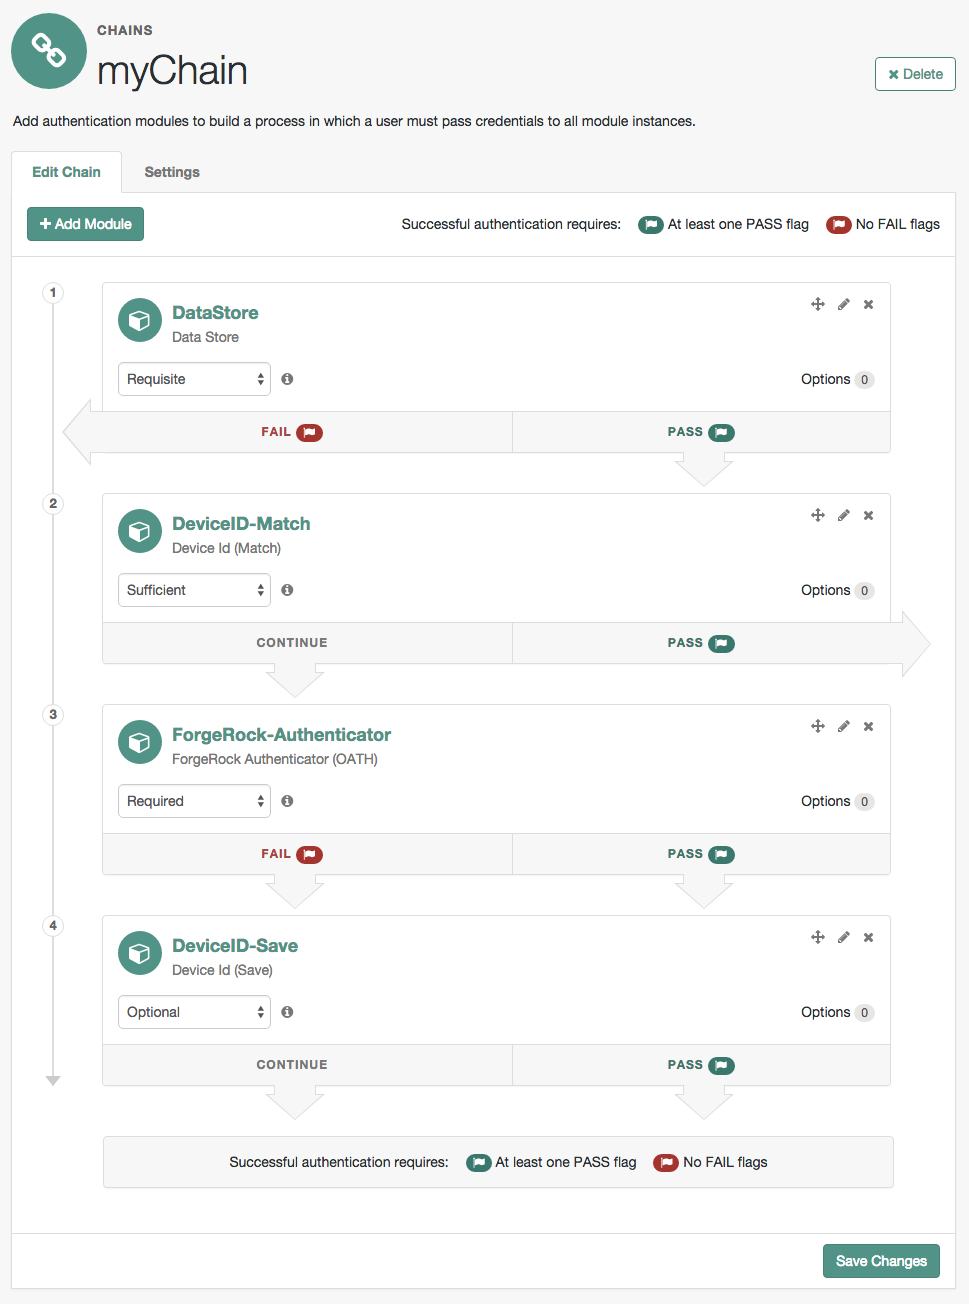 CHAINS
myChain
Delete
Add authentication modules to build a process in which a user must pass credentials to all module instances.
Edit Chain Settings
Add Module Successful authentication requires: At least one PASS flag No FAIL flags
1
DataStore
Data Store
Requisite Options 0
FAIL PASS
2
DeviceID-Match
Device Id (Match)
Sufficient Options 0
CONTINUE PASS
3
ForgeRock-Authenticator
ForgeRock Authenticator (OATH)
Required Options 0
FAIL PASS
4
DeviceID-Save
Device Id (Save)
Optional Options 0
CONTINUE PASS
Successful authentication requires: At least one PASS flag No FAIL flags
Save Changes